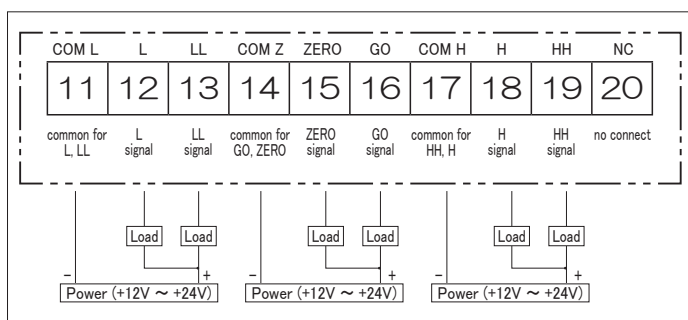 COM L L LL COM Z ZERO GO COM H H HH NC
11 12 13 14 15 16 17 18 19 20
common for L, LL L signal LL signal common for GO, ZERO ZERO signal GO signal common for HH, H H signal HH signal no connect
Load Load Load Load Load Load
− + − + − +
Power (+12V ～ +24V) Power (+12V ～ +24V) Power (+12V ～ +24V)